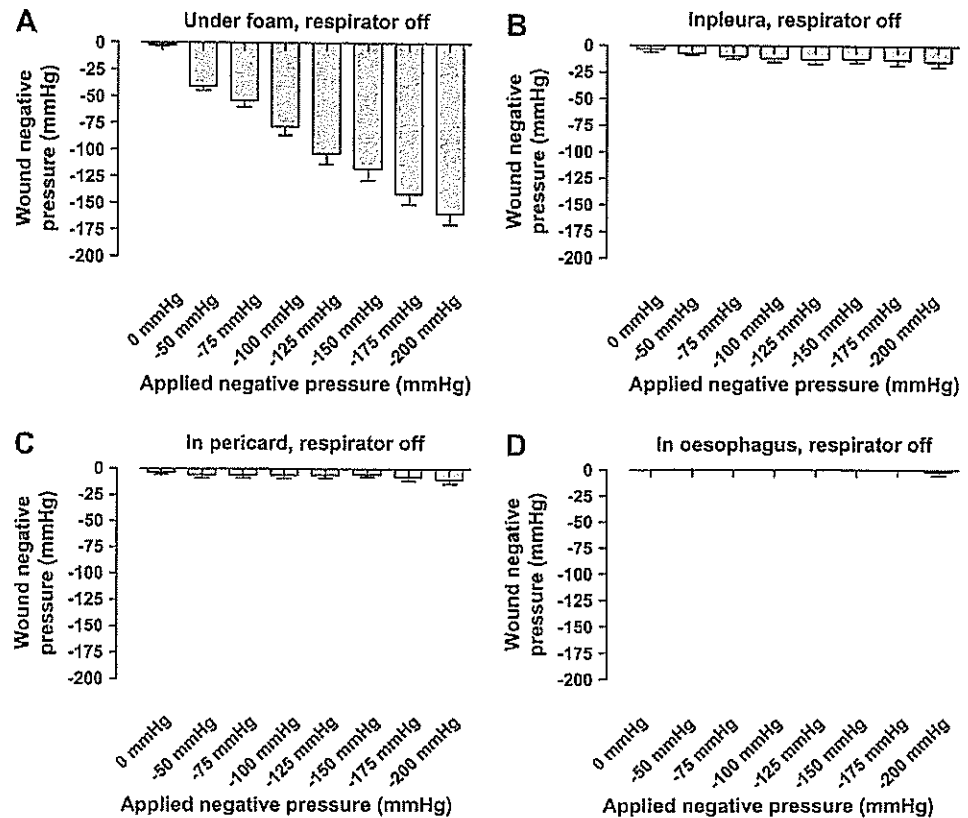 A
Under foam, respirator off
Wound negative
pressure (mmHg)
0
-25
-50
-75
-100
-125
-150
-175
-200
0 mmHg
-50 mmHg
-75 mmHg
-100 mmHg
-125 mmHg
-150 mmHg
-175 mmHg
-200 mmHg
Applied negative pressure (mmHg)
B
Inpleura, respirator off
Wound negative
pressure (mmHg)
0
-25
-50
-75
-100
-125
-150
-175
-200
0 mmHg
-50 mmHg
-75 mmHg
-100 mmHg
-125 mmHg
-150 mmHg
-175 mmHg
-200 mmHg
Applied negative pressure (mmHg)
C
In pericard, respirator off
Wound negative
pressure (mmHg)
0
-25
-50
-75
-100
-125
-150
-175
-200
0 mmHg
-50 mmHg
-75 mmHg
-100 mmHg
-125 mmHg
-150 mmHg
-175 mmHg
-200 mmHg
Applied negative pressure (mmHg)
D
In oesophagus, respirator off
Wound negative
pressure (mmHg)
0
-25
-50
-75
-100
-125
-150
-175
-200
0 mmHg
-50 mmHg
-75 mmHg
-100 mmHg
-125 mmHg
-150 mmHg
-175 mmHg
-200 mmHg
Applied negative pressure (mmHg)